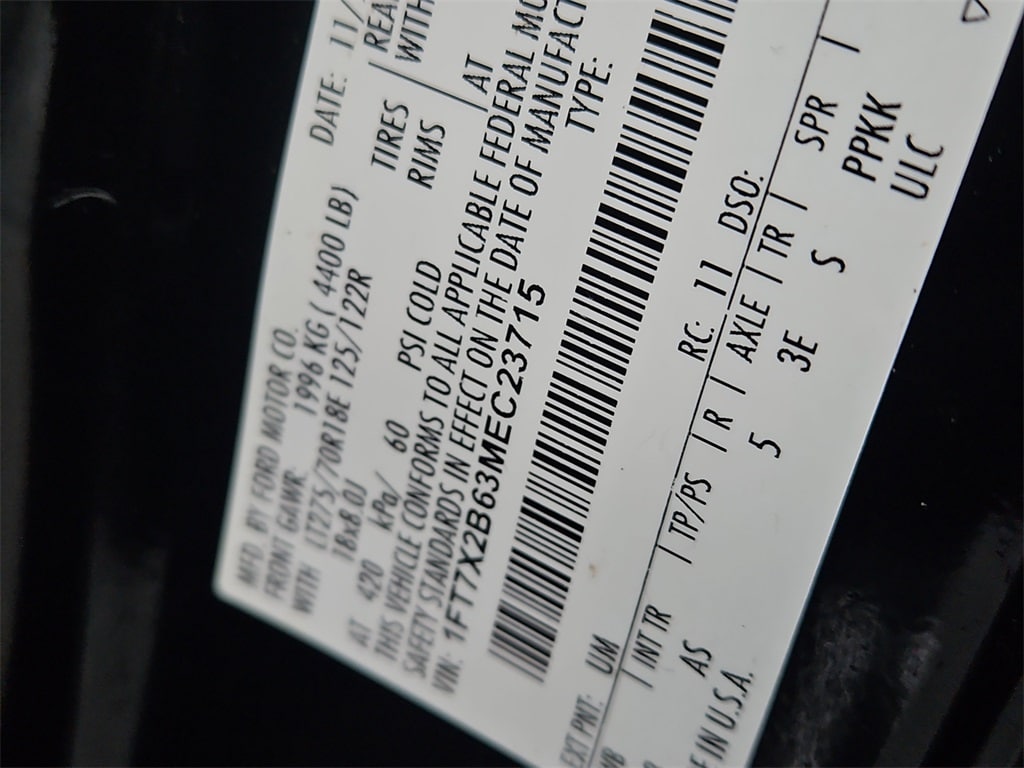 MFD. BY FORD MOTOR CO.
DATE: 11/
FRONT GAWR: 1996 KG ( 4400 LB)
WITH LT275/70R18E 125/122R TIRES
18x8.0J RIMS
AT 420 kPa/ 60 PSI COLD AT
THIS VEHICLE CONFORMS TO ALL APPLICABLE FEDERAL
SAFETY STANDARDS IN EFFECT ON THE DATE OF
VIN: 1FT7X2B63MEC23715
TYPE:
EXT PNT: UM RC: 11 DSO:
INT TR TP/PS R AXLE TR SPR
AS 5 3E S PPKK
IN U.S.A. ULC